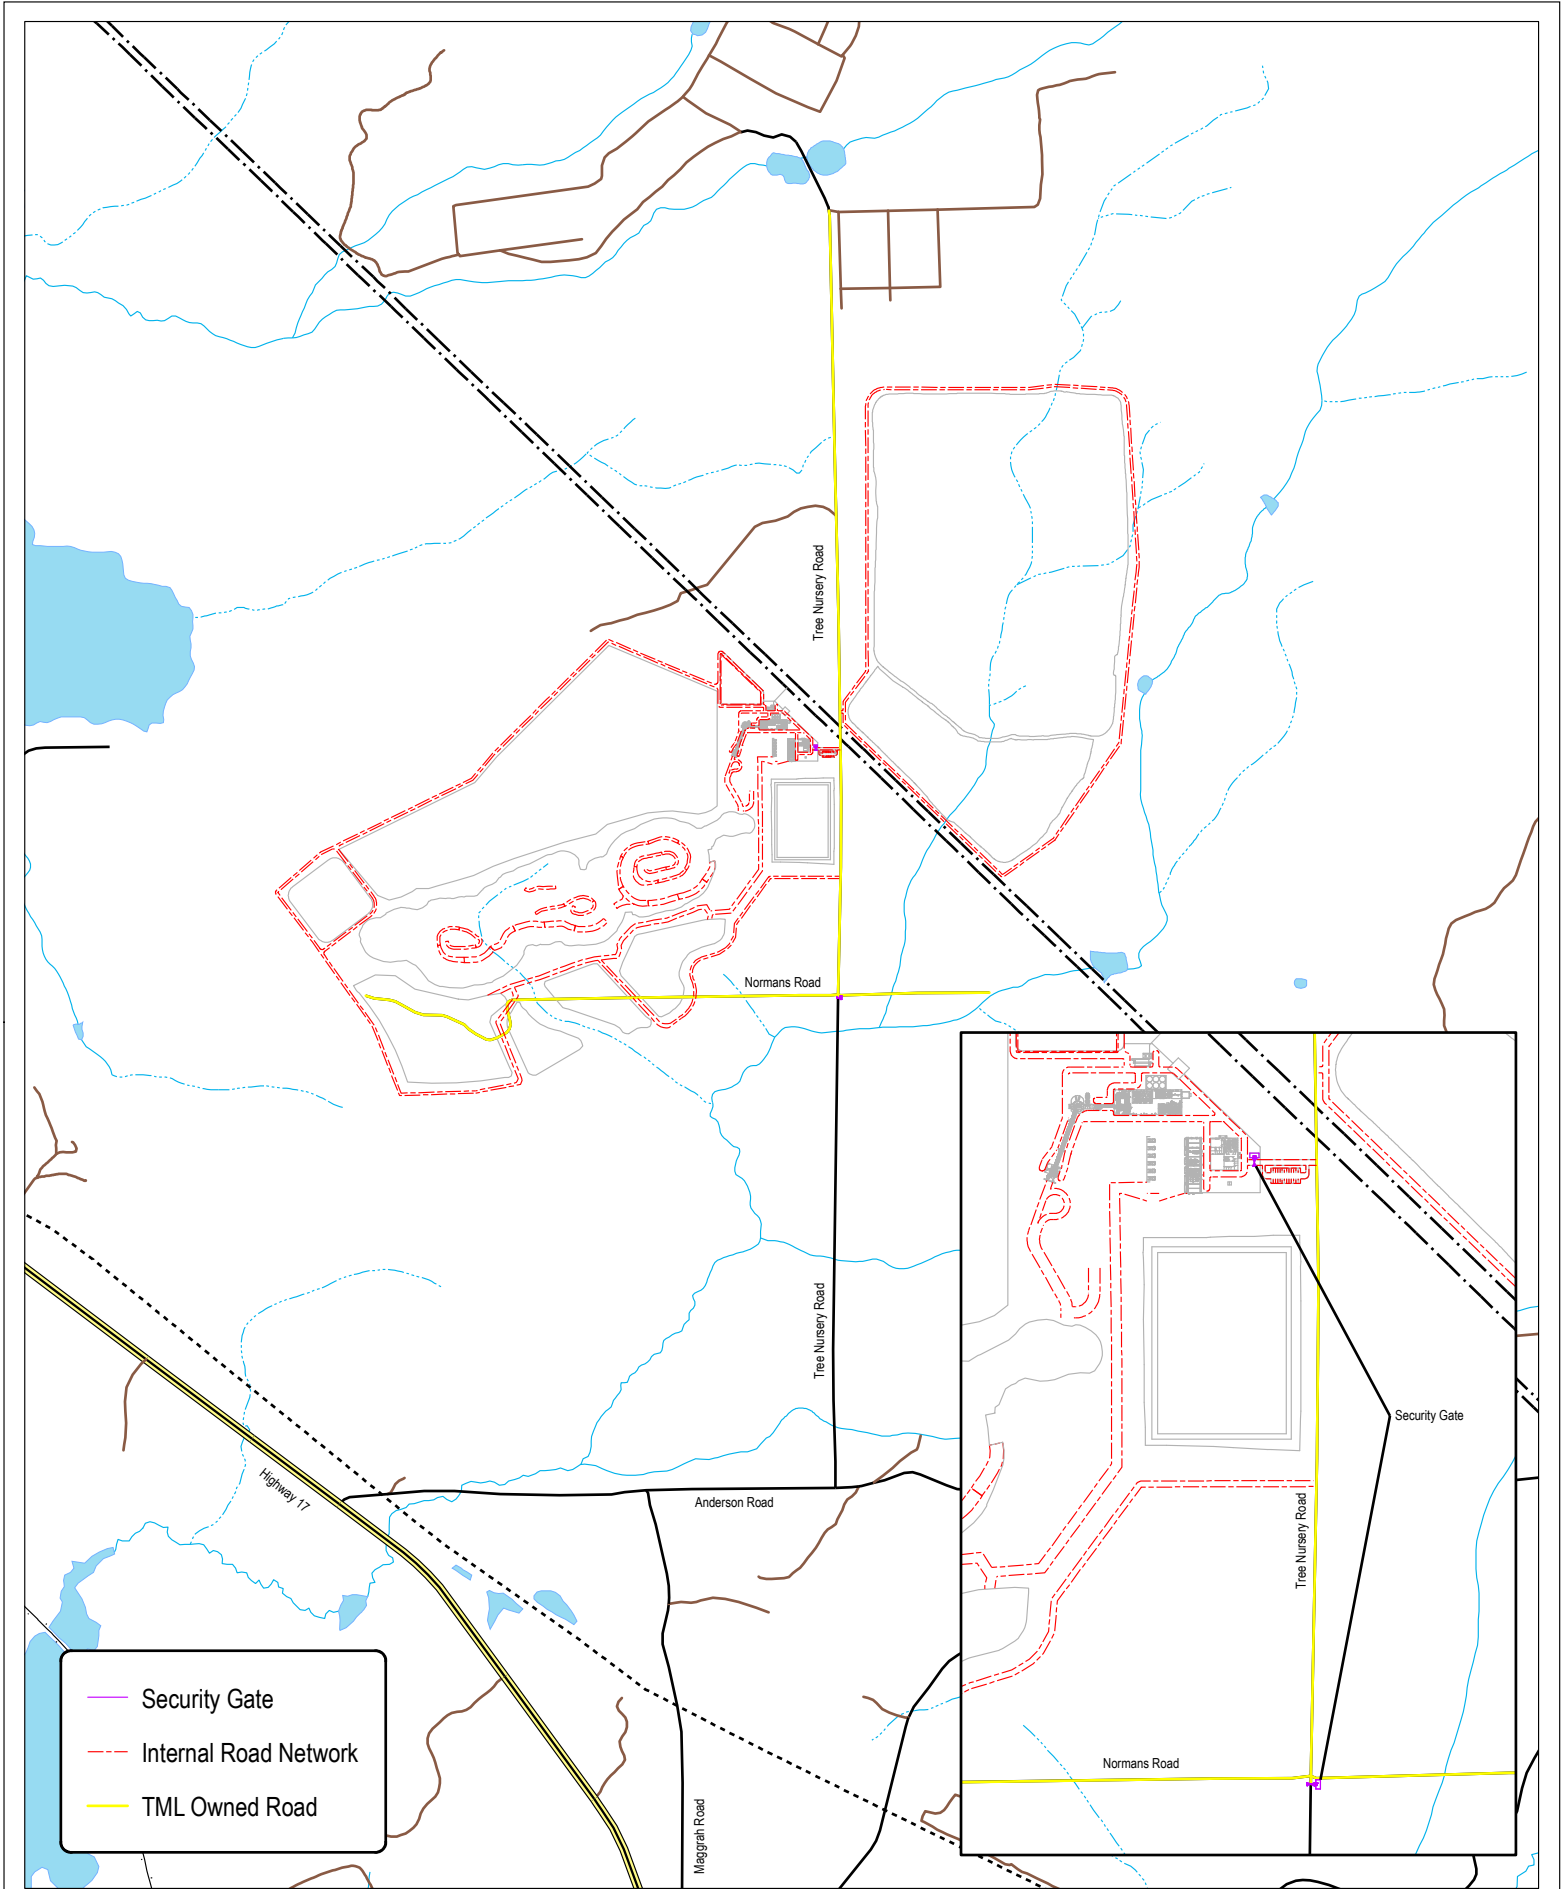 Tree Nursery Road
Normans Road
Tree Nursery Road
Security Gate
Highway 17
Anderson Road
Tree Nursery Road
Security Gate
Internal Road Network
Normans Road
TML Owned Road
Maggrah Road